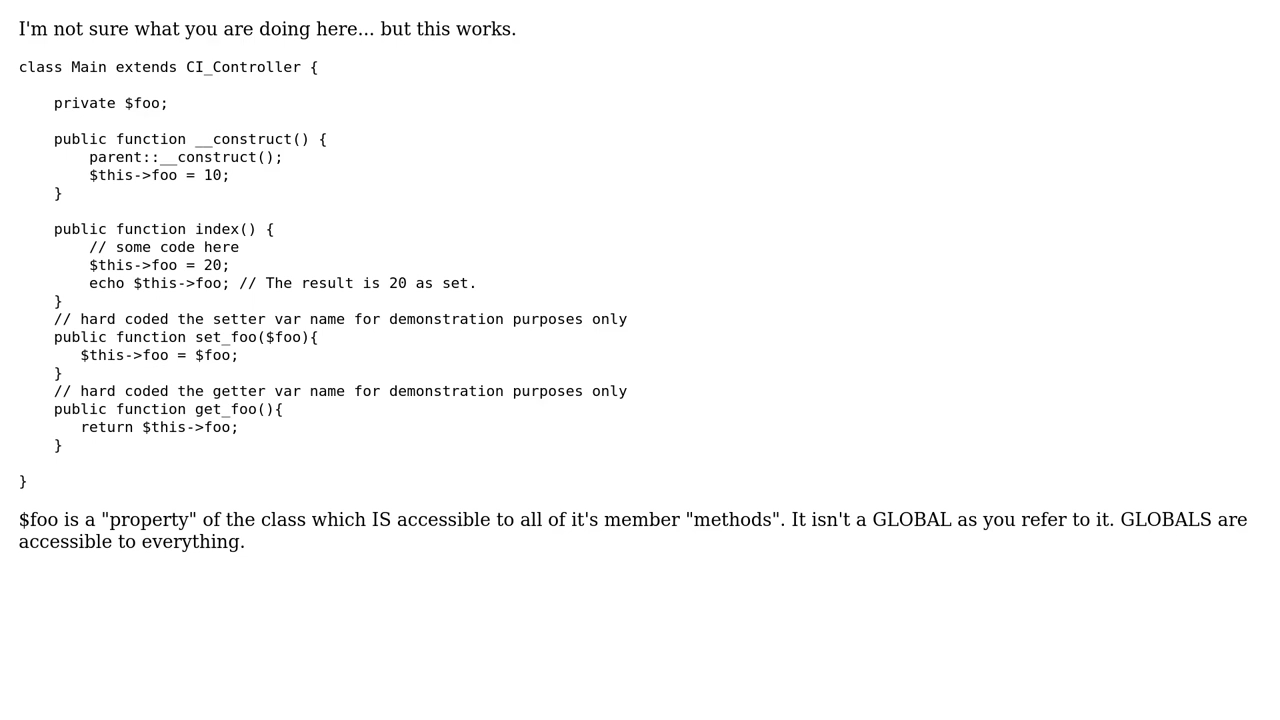 I'm not sure what you are doing here... but this works.
class Main extends CI_Controller {
    private $foo;
    public function __construct() {
        parent::__construct();
        $this->foo = 10;
    }
    public function index() {
        // some code here
        $this->foo = 20;
        echo $this->foo; // The result is 20 as set.
    }
    // hard coded the setter var name for demonstration purposes only
    public function set_foo($foo){
       $this->foo = $foo;
    }
    // hard coded the getter var name for demonstration purposes only
    public function get_foo(){
       return $this->foo;
    }
}
$foo is a "property" of the class which IS accessible to all of it's member "methods". It isn't a GLOBAL as you refer to it. GLOBALS are
accessible to everything.